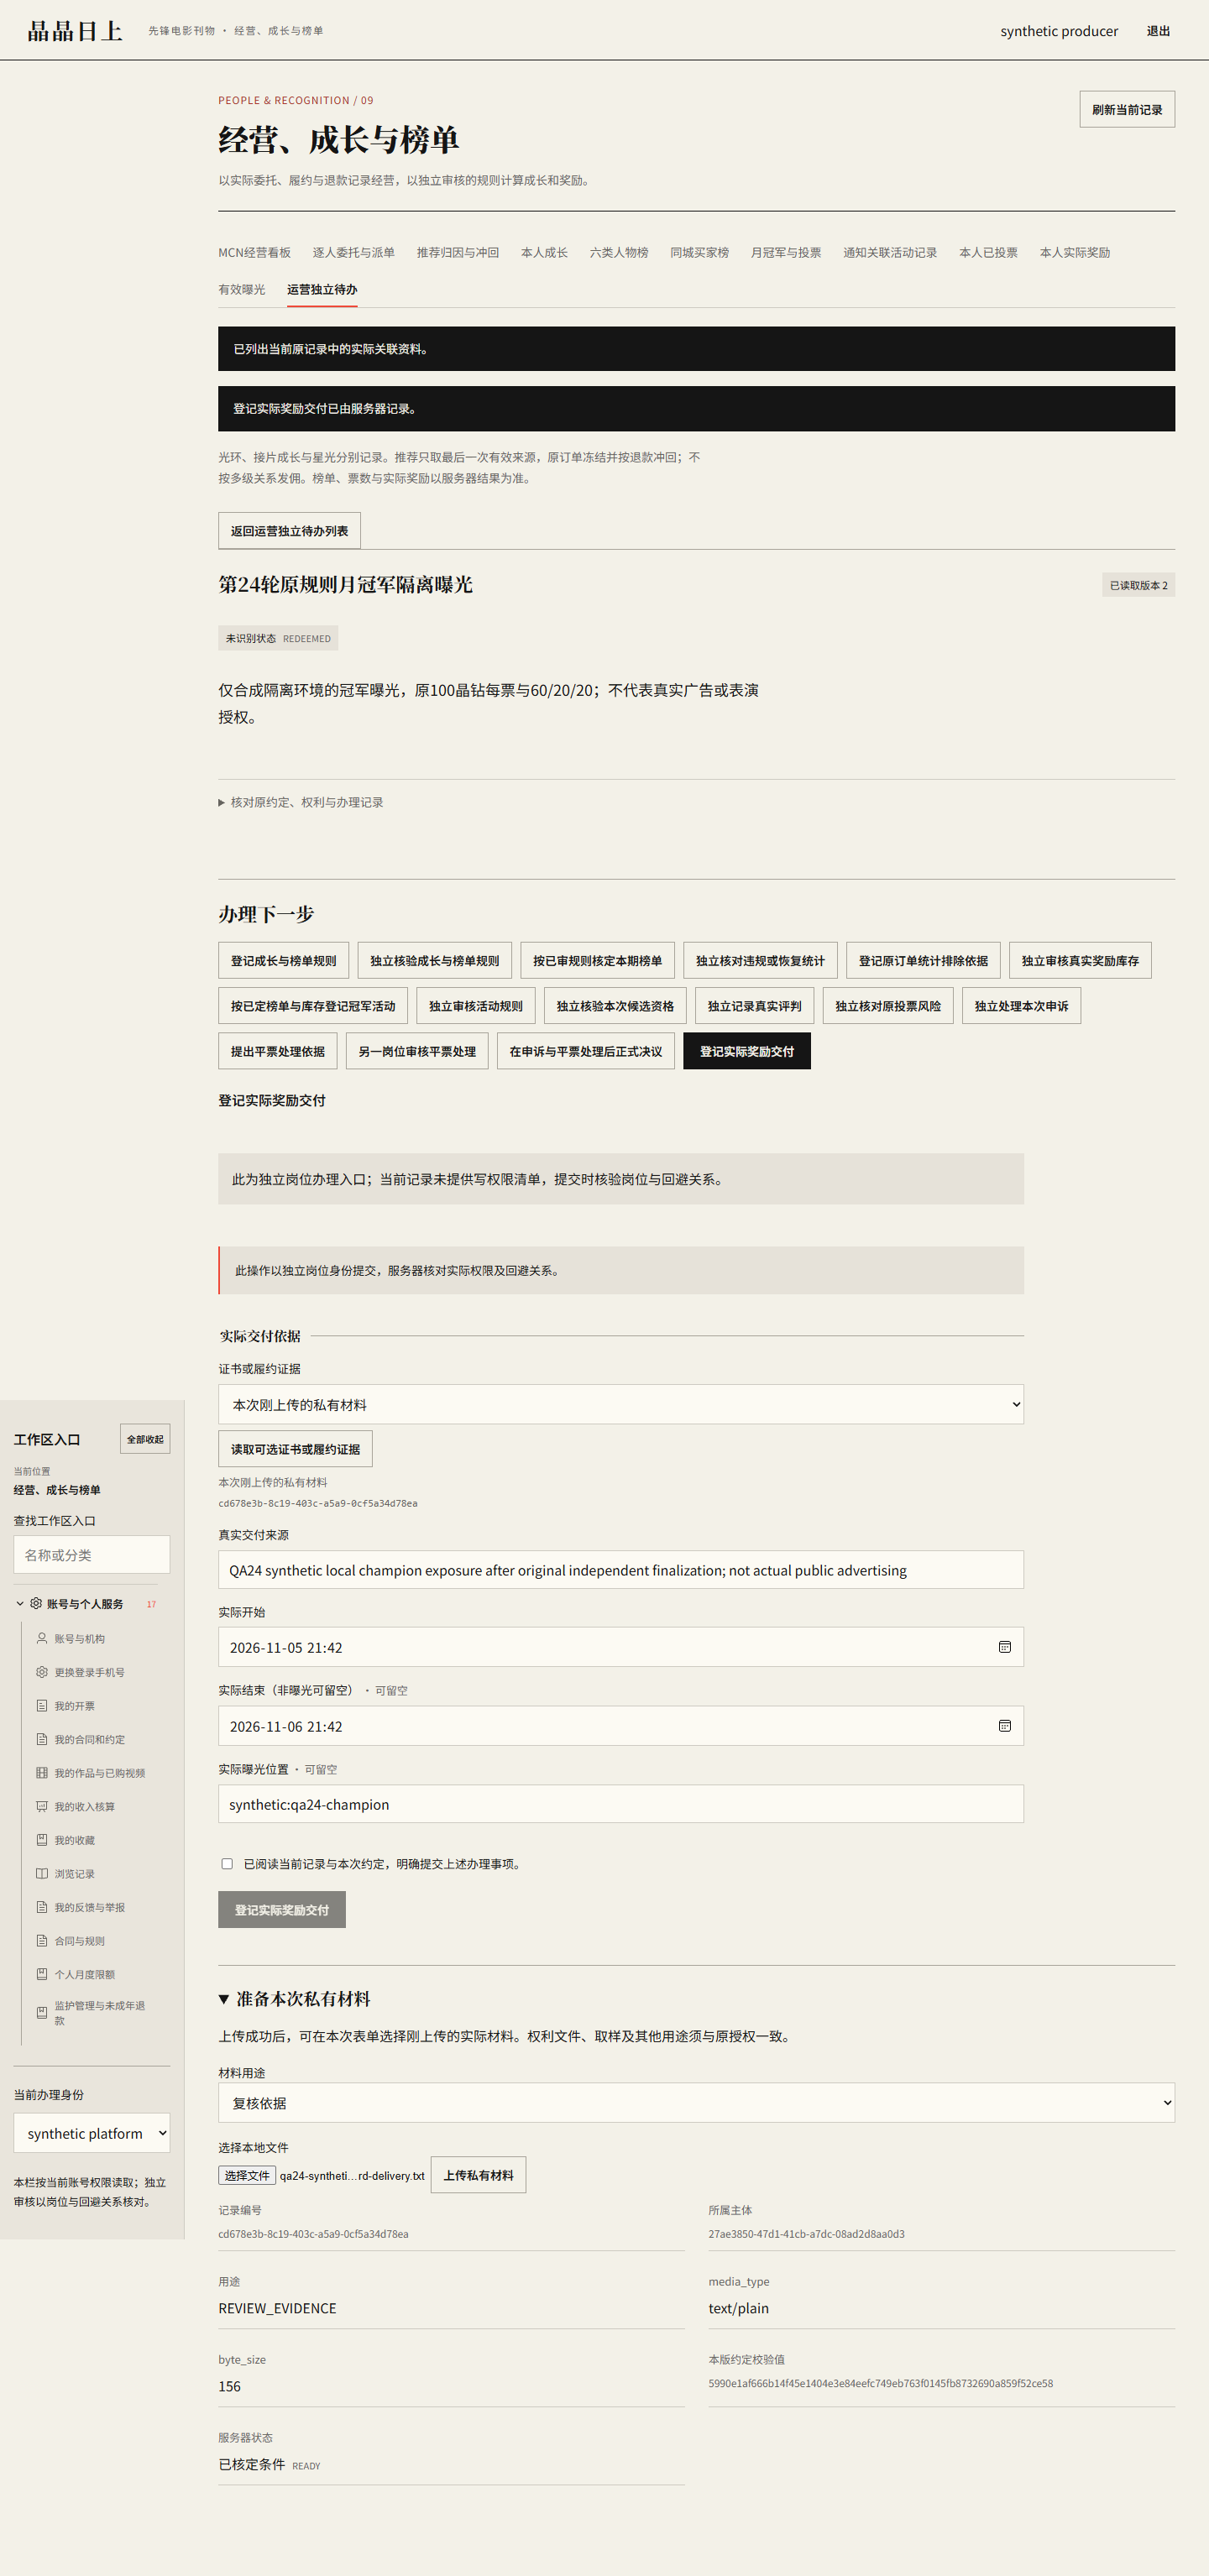 晶晶日上
先锋电影刊物 · 经营、成长与榜单
synthetic producer
退出
PEOPLE & RECOGNITION / 09
刷新当前记录
经营、成长与榜单
以实际委托、履约与退款记录经营，以独立审核的规则计算成长和奖励。
MCN经营看板 逐人委托与派单 推荐归因与冲回 本人成长 六类人物榜 同城买家榜 月冠军与投票 通知关联活动记录 本人已投票 本人实际奖励
有效曝光 运营独立待办
已列出当前原记录中的实际关联资料。
登记实际奖励交付已由服务器记录。
光环、接片成长与星光分别记录。推荐只取最后一次有效来源，原订单冻结并按退款冲回；不
按多级关系发佣。榜单、票数与实际奖励以服务器结果为准。
返回运营独立待办列表
第24轮原规则月冠军隔离曝光
已读取版本 2
未识别状态 REDEEMED
仅合成隔离环境的冠军曝光，原100晶钻每票与60/20/20；不代表真实广告或表演
授权。
▶ 核对原约定、权利与办理记录
办理下一步
登记成长与榜单规则 独立核验成长与榜单规则 按已审规则核定本期榜单 独立核对违规或恢复统计 登记原订单统计排除依据 独立审核真实奖励库存
按已定榜单与库存登记冠军活动 独立审核活动规则 独立核验本次候选资格 独立记录真实评判 独立核对原投票风险 独立处理本次申诉
提出平票处理依据 另一岗位审核平票处理 在申诉与平票处理后正式决议 登记实际奖励交付
登记实际奖励交付
此为独立岗位办理入口；当前记录未提供写权限清单，提交时核验岗位与回避关系。
此操作以独立岗位身份提交，服务器核对实际权限及回避关系。
实际交付依据
证书或履约证据
本次刚上传的私有材料
读取可选证书或履约证据
本次刚上传的私有材料
cd678e3b-8c19-403c-a5a9-0cf5a34d78ea
真实交付来源
QA24 synthetic local champion exposure after original independent finalization; not actual public advertising
实际开始
2026-11-05 21:42
实际结束（非曝光可留空） · 可留空
2026-11-06 21:42
实际曝光位置 · 可留空
synthetic:qa24-champion
已阅读当前记录与本次约定，明确提交上述办理事项。
登记实际奖励交付
▼ 准备本次私有材料
上传成功后，可在本次表单选择刚上传的实际材料。权利文件、取样及其他用途须与原授权一致。
材料用途
复核依据
选择本地文件
选择文件 qa24-syntheti…rd-delivery.txt 上传私有材料
记录编号
cd678e3b-8c19-403c-a5a9-0cf5a34d78ea
所属主体
27ae3850-47d1-41cb-a7dc-08ad2d8aa0d3
用途
REVIEW_EVIDENCE
media_type
text/plain
byte_size
156
本版约定校验值
5990e1af666b14f45e1404e3e84eefc749eb763f0145fb8732690a859f52ce58
服务器状态
已核定条件 READY
工作区入口
全部收起
当前位置
经营、成长与榜单
查找工作区入口
名称或分类
账号与个人服务 17
账号与机构
更换登录手机号
我的开票
我的合同和约定
我的作品与已购视频
我的收入核算
我的收藏
浏览记录
我的反馈与举报
合同与规则
个人月度限额
监护管理与未成年退
款
当前办理身份
synthetic platform
本栏按当前账号权限读取；独立
审核以岗位与回避关系核对。